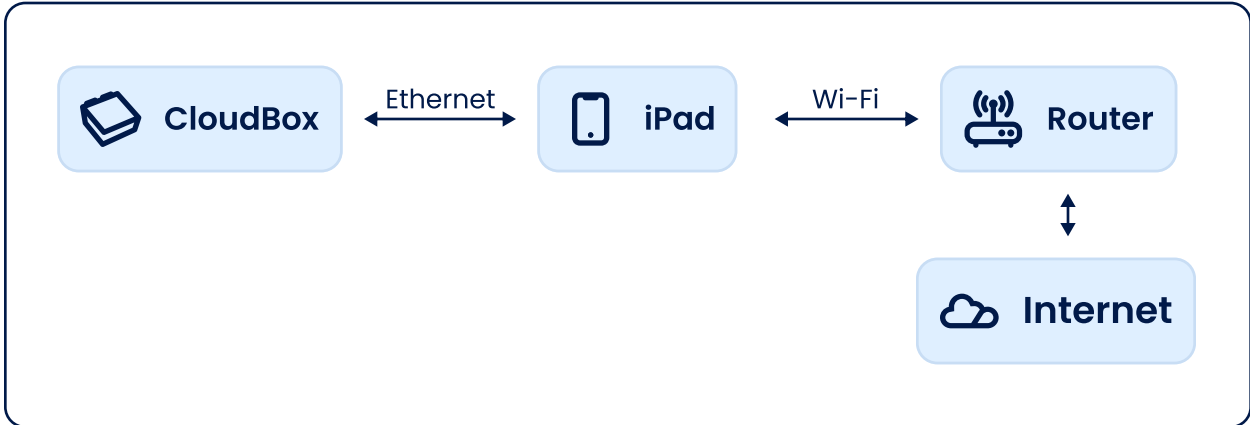 CloudBox
Ethernet
iPad
Wi-Fi
Router
Internet